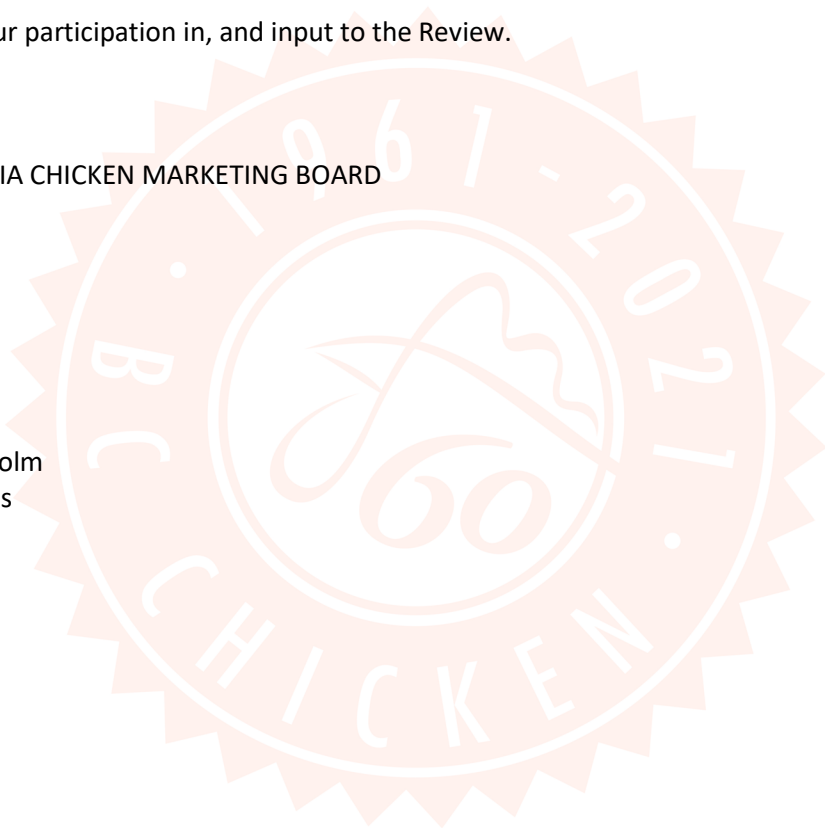 ur participation in, and input to the Review.
IA CHICKEN MARKETING BOARD
olm
s
1961-2021
60
BC CHICKEN